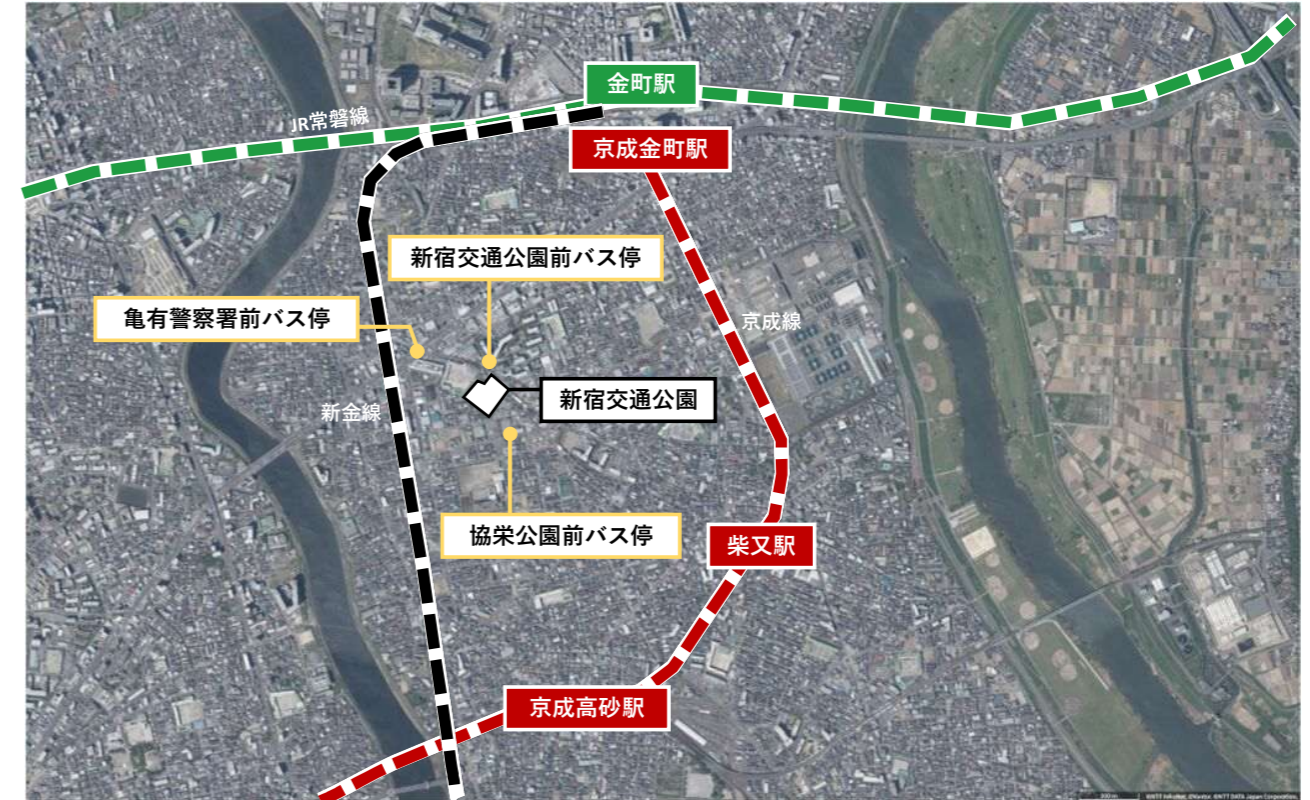 金町駅
JR常磐線
京成金町駅
新宿交通公園前バス停
亀有警察署前バス停
京成線
新宿交通公園
新金線
協栄公園前バス停
柴又駅
京成高砂駅